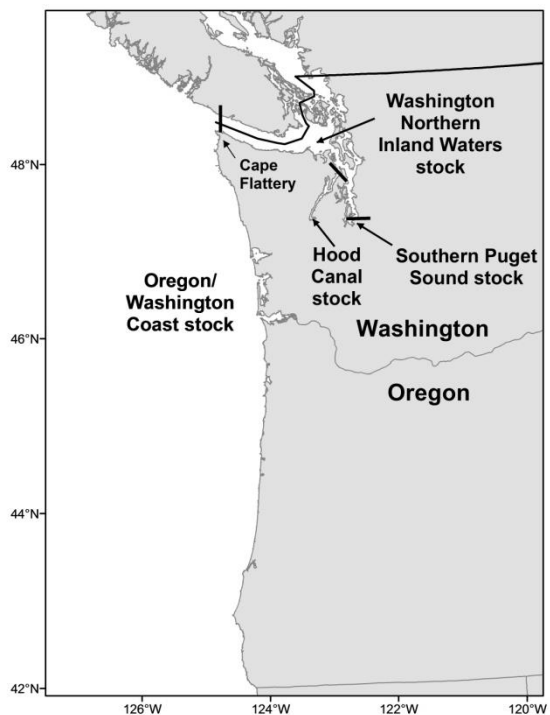 Washington
Northern
Inland Waters
stock
48°N
Cape
Flattery
Hood
Canal
stock
Southern Puget
Sound stock
Oregon/
Washington
Coast stock
46°N
Washington
Oregon
44°N
42°N
126°W
124°W
122°W
120°W